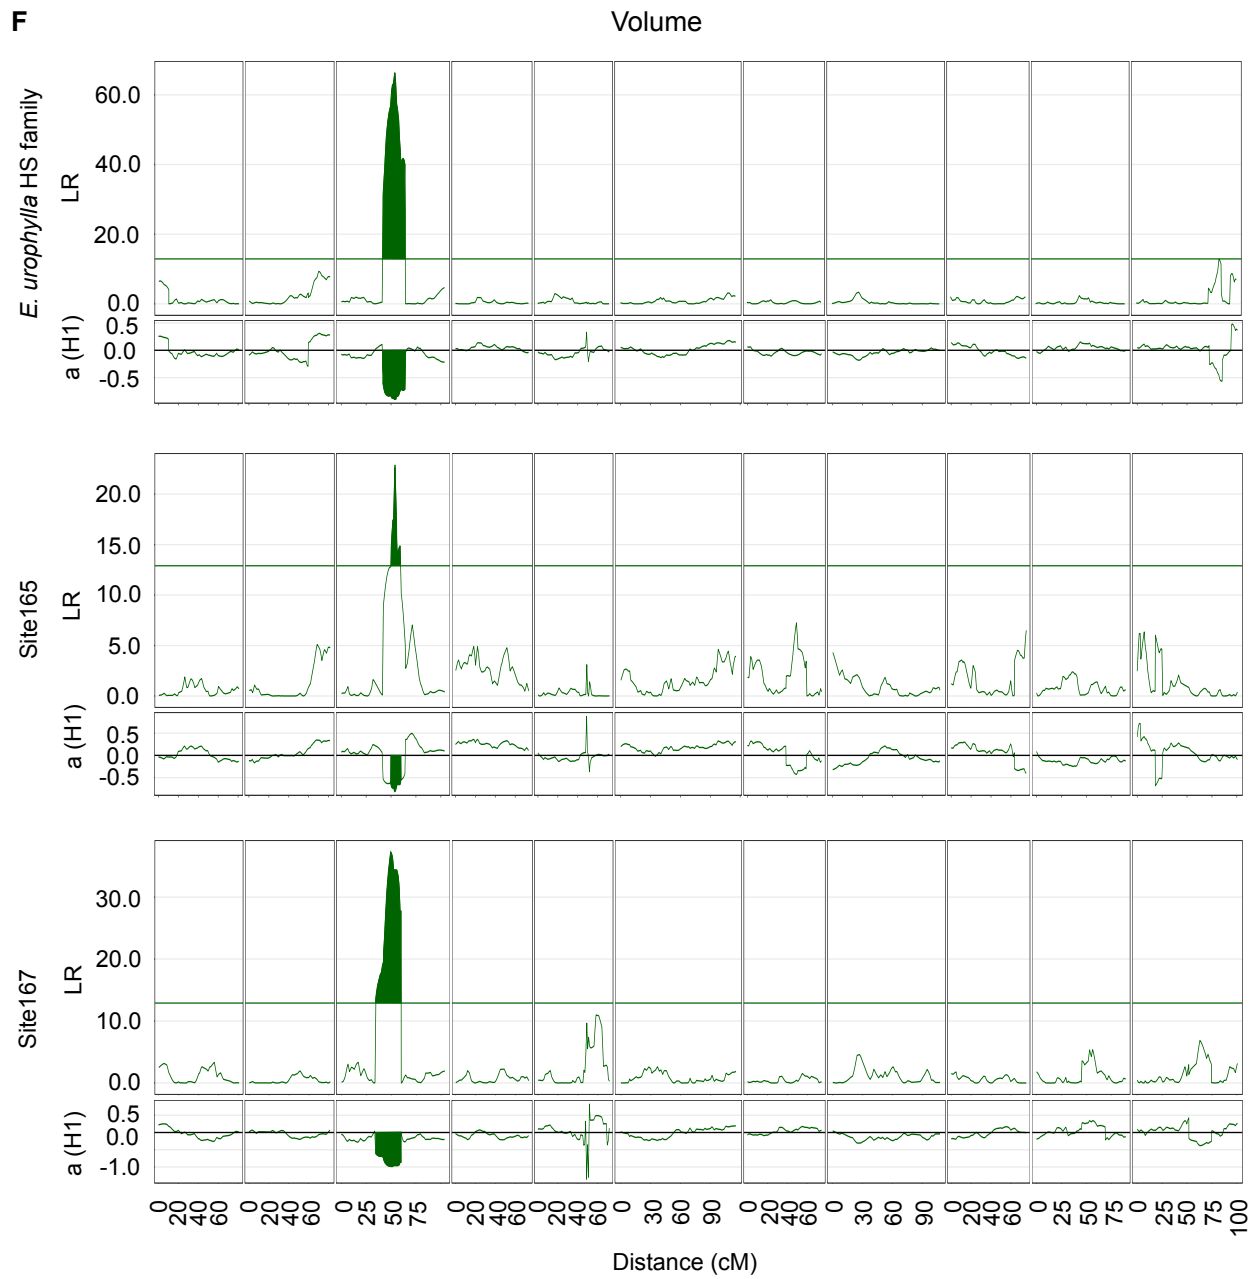 F
Volume
E. urophylla HS family
LR
60.0
40.0
20.0
0.0
a (H1)
0.5
0.0
-0.5
Site165
LR
20.0
15.0
10.0
5.0
0.0
a (H1)
0.5
0.0
-0.5
Site167
LR
30.0
20.0
10.0
0.0
a (H1)
0.5
0.0
-1.0
0 20 40 60 0 20 40 60 0 25 50 75 0 20 40 60 0 20 40 60 0 30 60 90 0 20 40 60 0 30 60 90 0 20 40 60 0 25 50 75 0 25 50 75 100
Distance (cM)